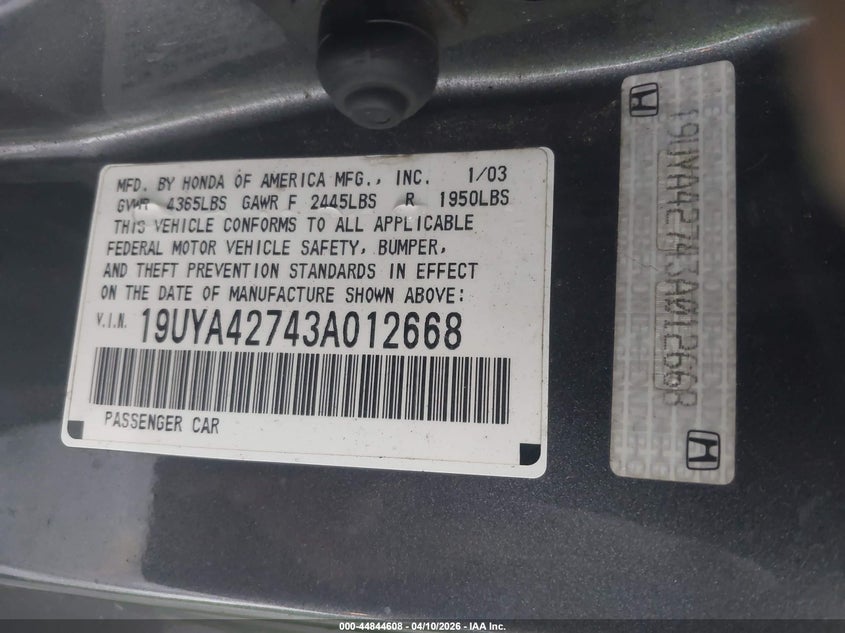 MFD. BY HONDA OF AMERICA MFG., INC. 1/03
GVWR 4365LBS GAWR F 2445LBS R 1950LBS
THIS VEHICLE CONFORMS TO ALL APPLICABLE
FEDERAL MOTOR VEHICLE SAFETY, BUMPER,
AND THEFT PREVENTION STANDARDS IN EFFECT
ON THE DATE OF MANUFACTURE SHOWN ABOVE:
V.I.N. 19UYA42743A012668
PASSENGER CAR
19UYA42743A012668
000-44844608 - 04/10/2026 - IAA Inc.